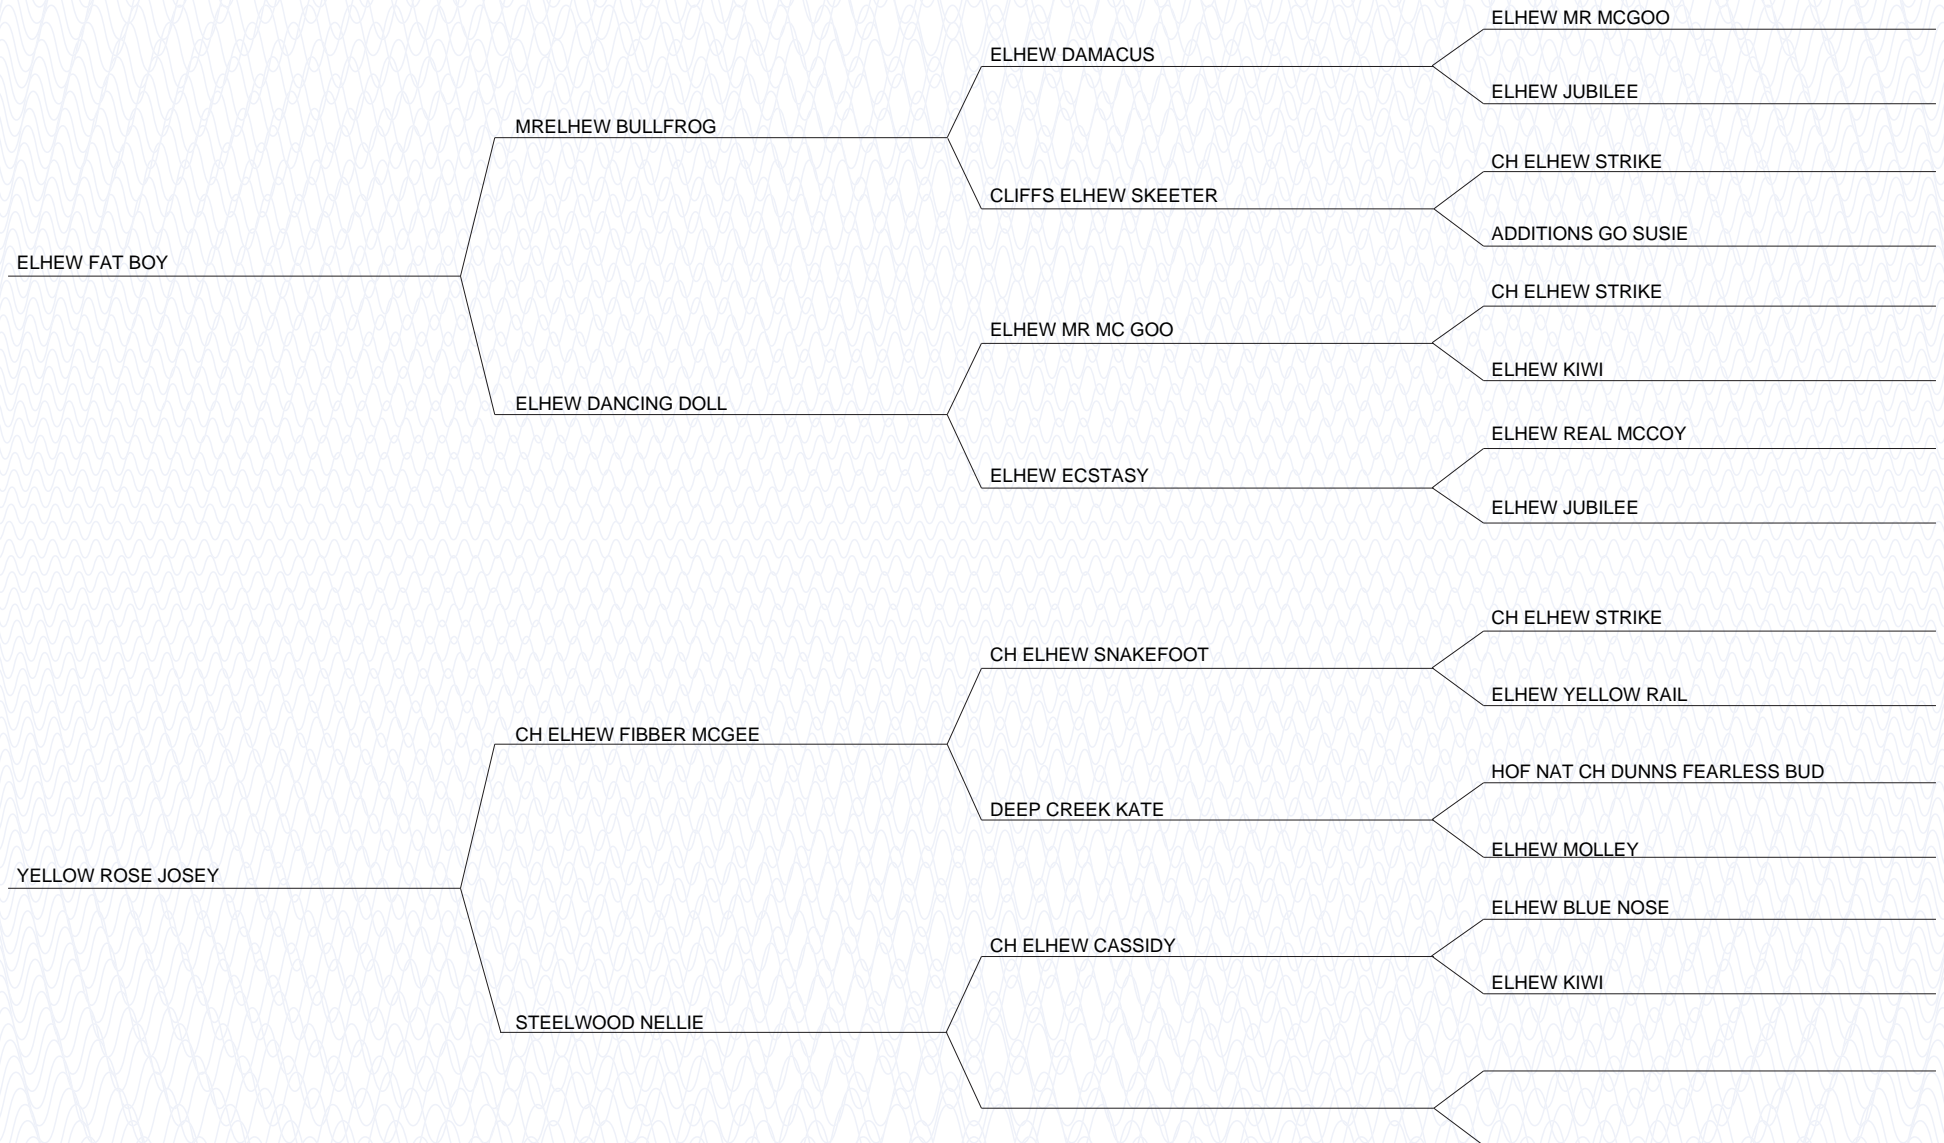 ELHEW MR MCGOO
ELHEW DAMACUS
ELHEW JUBILEE
MRELHEW BULLFROG
CH ELHEW STRIKE
CLIFFS ELHEW SKEETER
ADDITIONS GO SUSIE
ELHEW FAT BOY
CH ELHEW STRIKE
ELHEW MR MC GOO
ELHEW KIWI
ELHEW DANCING DOLL
ELHEW REAL MCCOY
ELHEW ECSTASY
ELHEW JUBILEE
CH ELHEW STRIKE
CH ELHEW SNAKEFOOT
ELHEW YELLOW RAIL
CH ELHEW FIBBER MCGEE
HOF NAT CH DUNNS FEARLESS BUD
DEEP CREEK KATE
ELHEW MOLLEY
YELLOW ROSE JOSEY
ELHEW BLUE NOSE
CH ELHEW CASSIDY
ELHEW KIWI
STEELWOOD NELLIE